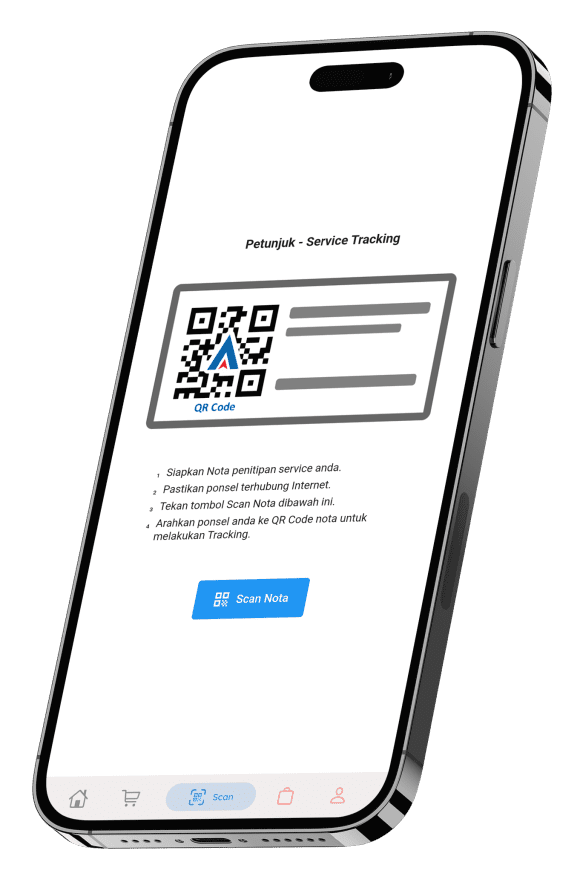 Petunjuk - Service Tracking
QR Code
1 Siapkan Nota penitipan service anda.
2 Pastikan ponsel terhubung Internet.
3 Tekan tombol Scan Nota dibawah ini.
4 Arahkan ponsel anda ke QR Code nota untuk
melakukan Tracking.
Scan Nota
Scan